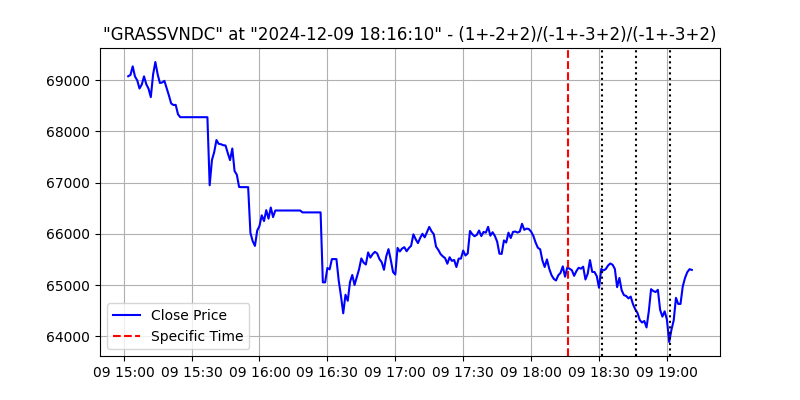 "GRASSVNDC" at "2024-12-09 18:16:10" - (1+-2+2)/(-1+-3+2)/(-1+-3+2)
69000
68000
67000
66000
65000
64000
Close Price
Specific Time
09 15:00 09 15:30 09 16:00 09 16:30 09 17:00 09 17:30 09 18:00 09 18:30 09 19:00